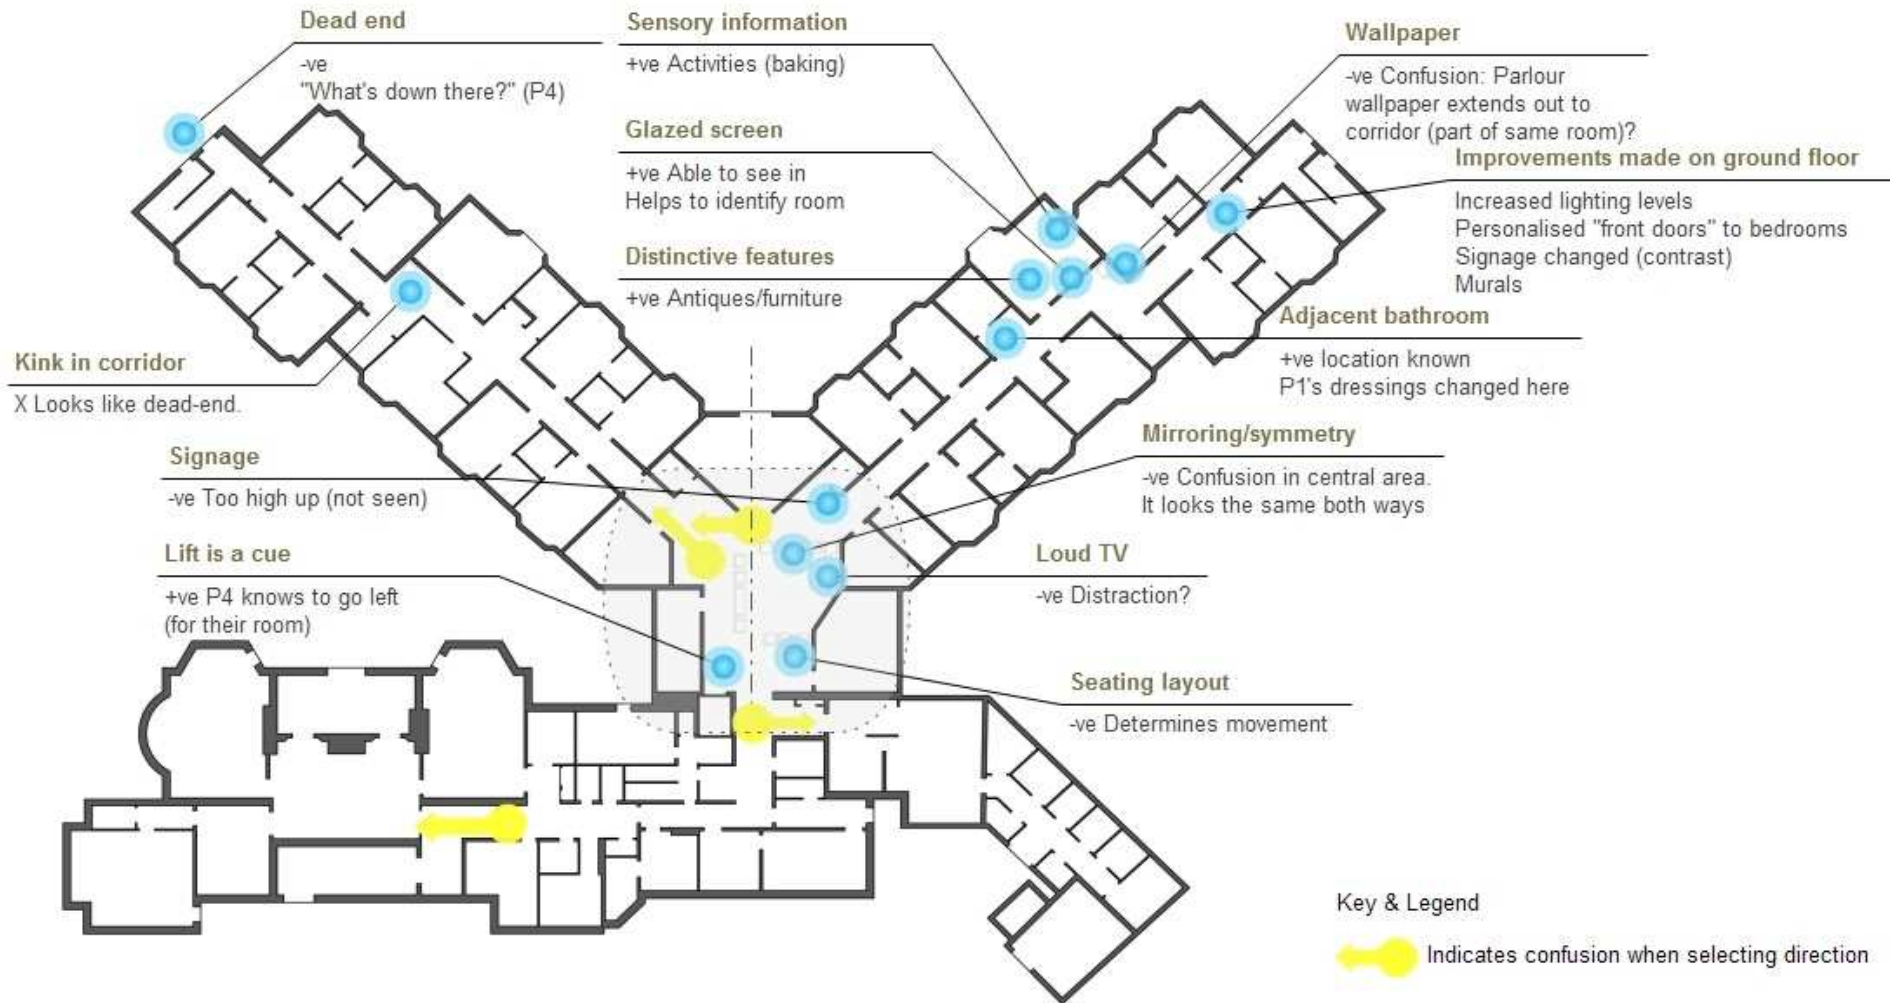 Dead end
-ve
"What's down there?" (P4)
Sensory information
+ve Activities (baking)
Wallpaper
-ve Confusion: Parlour
wallpaper extends out to
corridor (part of same room)?
Glazed screen
+ve Able to see in
Helps to identify room
Improvements made on ground floor
Increased lighting levels
Personalised "front doors" to bedrooms
Signage changed (contrast)
Murals
Distinctive features
+ve Antiques/furniture
Adjacent bathroom
+ve location known
P1's dressings changed here
Kink in corridor
X Looks like dead-end.
Mirroring/symmetry
-ve Confusion in central area.
It looks the same both ways
Signage
-ve Too high up (not seen)
Lift is a cue
+ve P4 knows to go left
(for their room)
Loud TV
-ve Distraction?
Seating layout
-ve Determines movement
Key & Legend
Indicates confusion when selecting direction